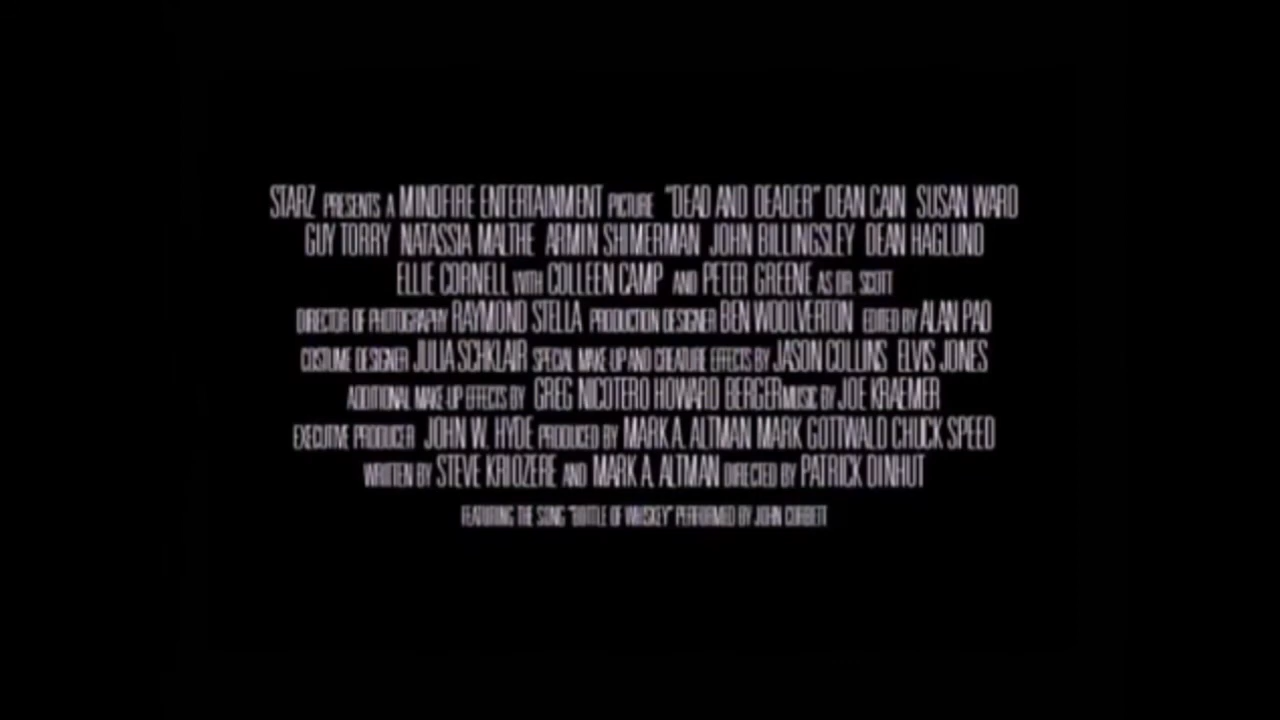 STARZ PRESENTS A MINDFIRE ENTERTAINMENT PICTURE "DEAD AND DEADER" DEAN CAIN SUSAN WARD
GUY TORRY NATASSIA MALTHE ARMIN SHIMERMAN JOHN BILLINGSLEY DEAN HAGLUND
ELLIE CORNELL WITH COLLEEN CAMP AND PETER GREENE AS DR. SCOTT
DIRECTOR OF PHOTOGRAPHY RAYMOND STELLA PRODUCTION DESIGNER BEN WOOLVERTON EDITED BY ALAN PAO
COSTUME DESIGNER JULIA SCHKLAIR SPECIAL MAKE-UP AND CREATURE EFFECTS BY JASON COLLINS ELVIS JONES
ADDITIONAL MAKE-UP EFFECTS BY GREG NICOTERO HOWARD BERGER MUSIC BY JOE KRAEMER
EXECUTIVE PRODUCER JOHN W. HYDE PRODUCED BY MARK A. ALTMAN MARK GOTTWALD CHUCK SPEED
WRITTEN BY STEVE KRIOZERE AND MARK A. ALTMAN DIRECTED BY PATRICK DINHUT
FEATURING THE SONG "BOTTLE OF WHISKEY" PERFORMED BY JOHN CORBETT